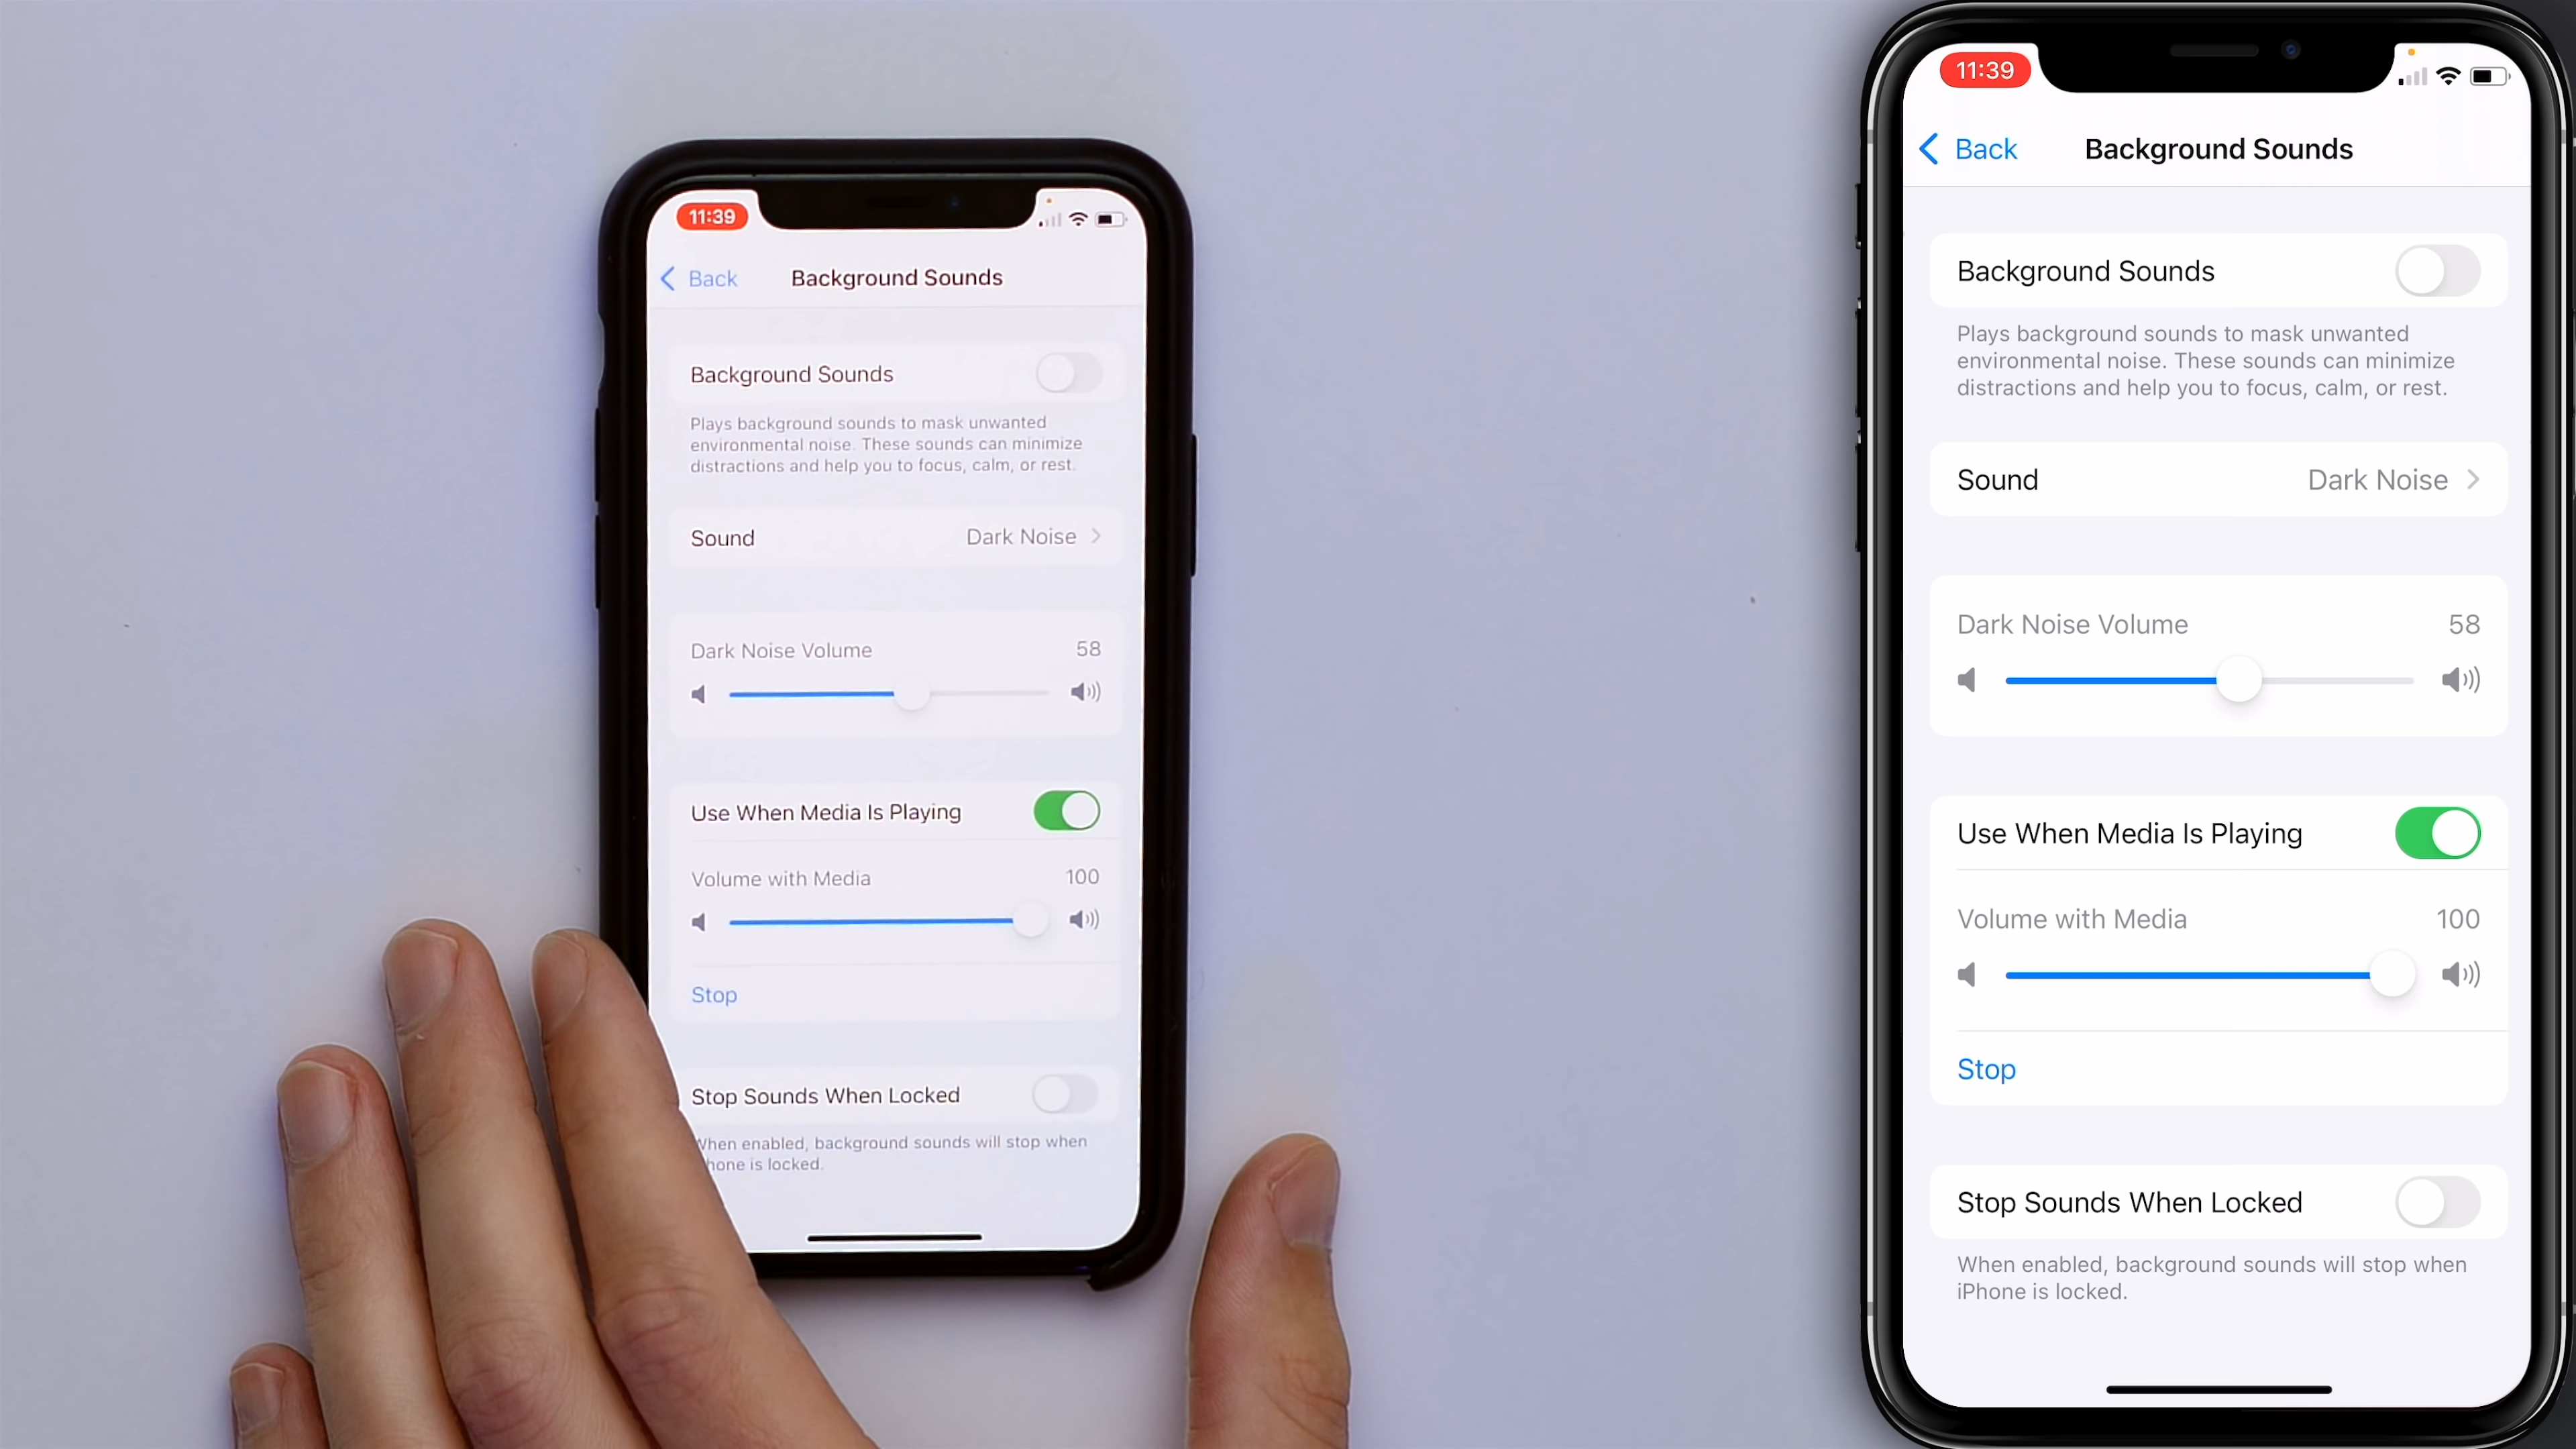 11:39
Back
Background Sounds
Background Sounds
Plays background sounds to mask unwanted
environmental noise. These sounds can minimize
distractions and help you to focus, calm, or rest.
Sound
Dark Noise
Dark Noise Volume
58
Use When Media Is Playing
Volume with Media
100
Stop
Stop Sounds When Locked
When enabled, background sounds will stop when
hone is locked.
11:39
Back
Background Sounds
Background Sounds
Plays background sounds to mask unwanted
environmental noise. These sounds can minimize
distractions and help you to focus, calm, or rest.
Sound
Dark Noise
Dark Noise Volume
58
Use When Media Is Playing
Volume with Media
100
Stop
Stop Sounds When Locked
When enabled, background sounds will stop when
iPhone is locked.